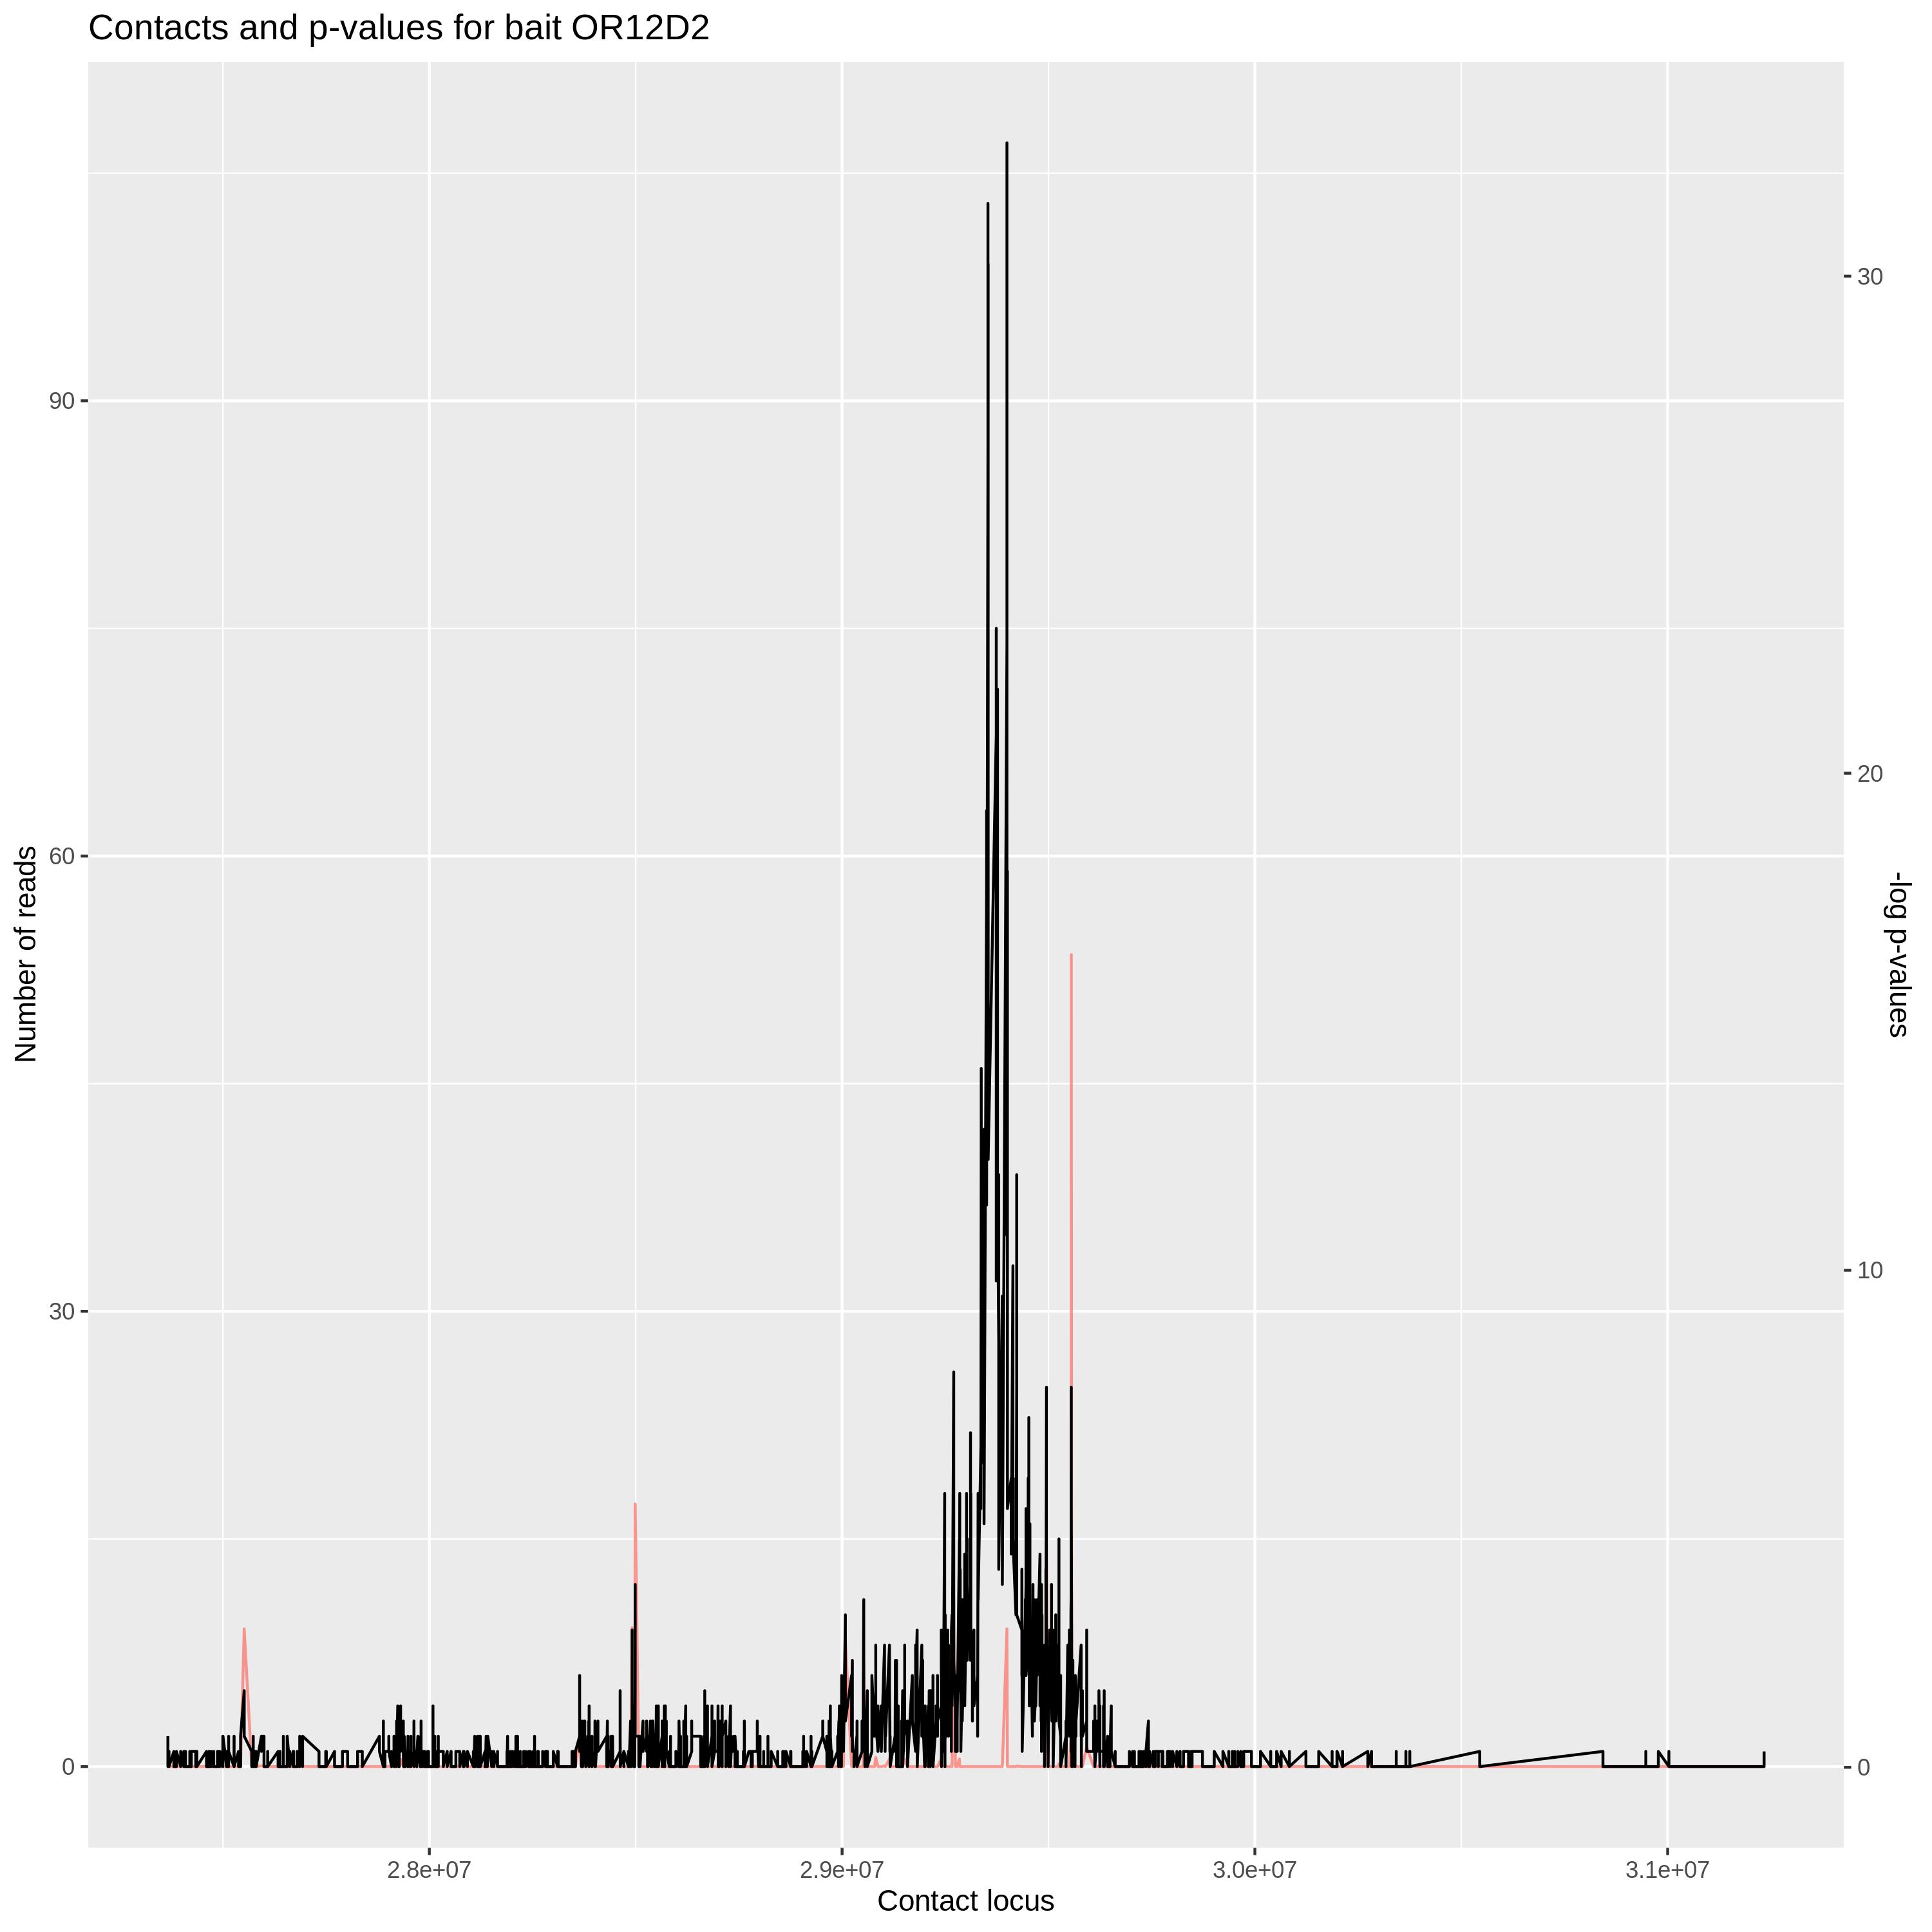 Contacts and p-values for bait OR12D2
Number of reads
90
60
30
0
30
20
10
0
-log p-values
2.8e+07 2.9e+07 3.0e+07 3.1e+07
Contact locus